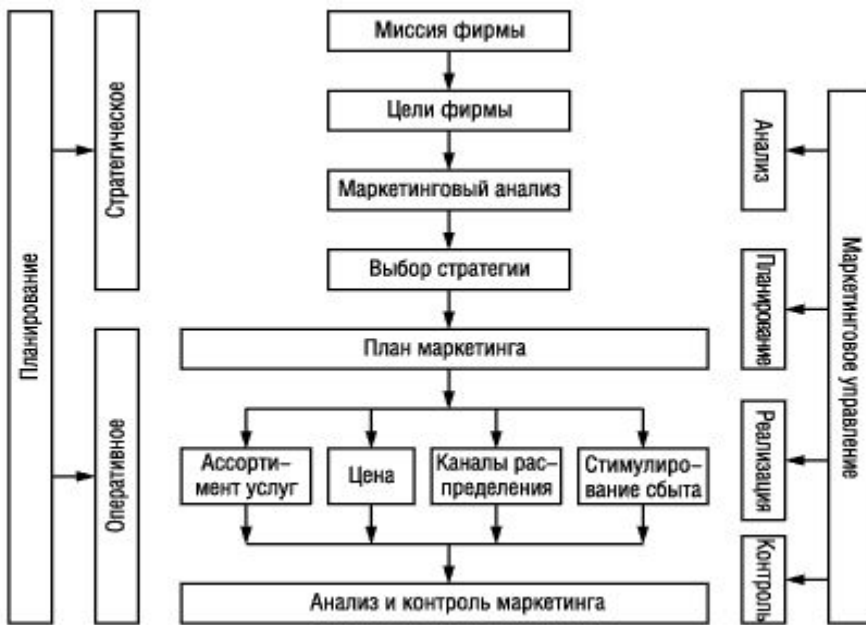 Планирование
Стратегическое
Оперативное
Миссия фирмы
Цели фирмы
Маркетинговый анализ
Выбор стратегии
План маркетинга
Ассорти-
мент услуг
Цена
Каналы рас-
пределения
Стимулиро-
вание сбыта
Анализ и контроль маркетинга
Анализ
Планирование
Реализация
Контроль
Маркетинговое управление